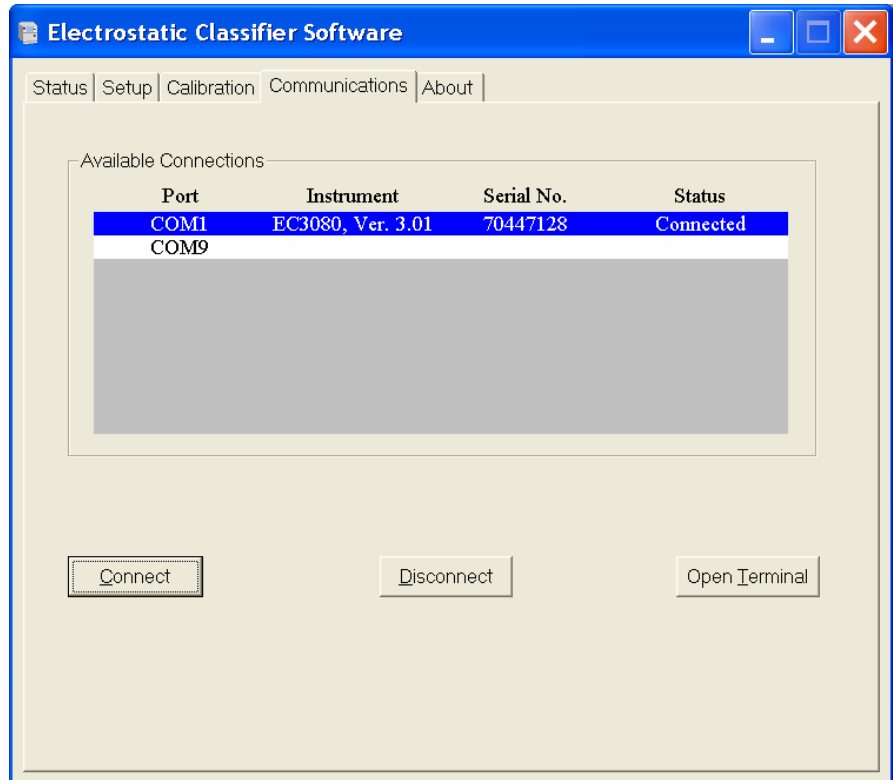 Electrostatic Classifier Software
Status Setup Calibration Communications About
Available Connections
Port Instrument Serial No. Status
COM1 EC3080, Ver. 3.01 70447128 Connected
COM9
Connect Disconnect Open Terminal